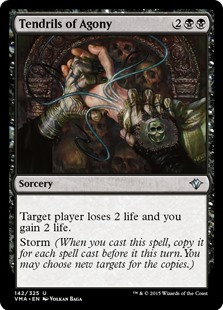 Tendrils of Agony 2
Sorcery
Target player loses 2 life and you
gain 2 life.
Storm (When you cast this spell, copy it
for each spell cast before it this turn. You
may choose new targets for the copies.)
142/325 U
VMA • EN Volkan Baga
™ & © 2015 Wizards of the Coast